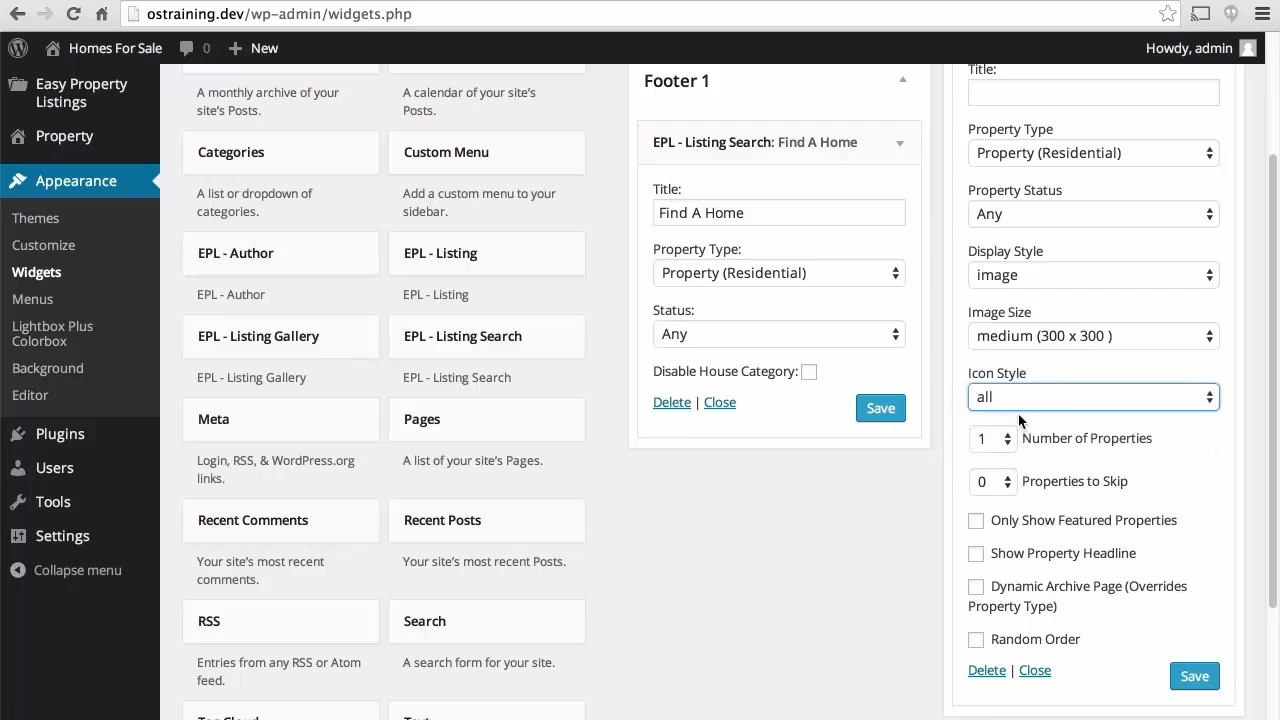 ostraining.dev/wp-admin/widgets.php
Homes For Sale
0
New
Howdy, admin
Easy Property
Listings
Property
Appearance
Themes
Customize
Widgets
Menus
Lightbox Plus
Colorbox
Background
Editor
Plugins
Users
Tools
Settings
Collapse menu
A monthly archive of your
site's Posts.
A calendar of your site's
Posts.
Categories
Custom Menu
A list or dropdown of
categories.
Add a custom menu to your
sidebar.
EPL - Author
EPL - Listing
EPL - Author
EPL - Listing
EPL - Listing Gallery
EPL - Listing Search
EPL - Listing Gallery
EPL - Listing Search
Meta
Pages
Login, RSS, & WordPress.org
links.
A list of your site's Pages.
Recent Comments
Recent Posts
Your site's most recent
comments.
Your site's most recent Posts.
RSS
Search
Entries from any RSS or Atom
feed.
A search form for your site.
Tag Cloud
Text
Footer 1
EPL - Listing Search: Find A Home
Title:
Find A Home
Property Type:
Property (Residential)
Status:
Any
Disable House Category:
Delete | Close
Save
Title:
Property Type
Property (Residential)
Property Status
Any
Display Style
image
Image Size
medium (300 x 300 )
Icon Style
all
1 Number of Properties
0 Properties to Skip
Only Show Featured Properties
Show Property Headline
Dynamic Archive Page (Overrides
Property Type)
Random Order
Delete | Close
Save